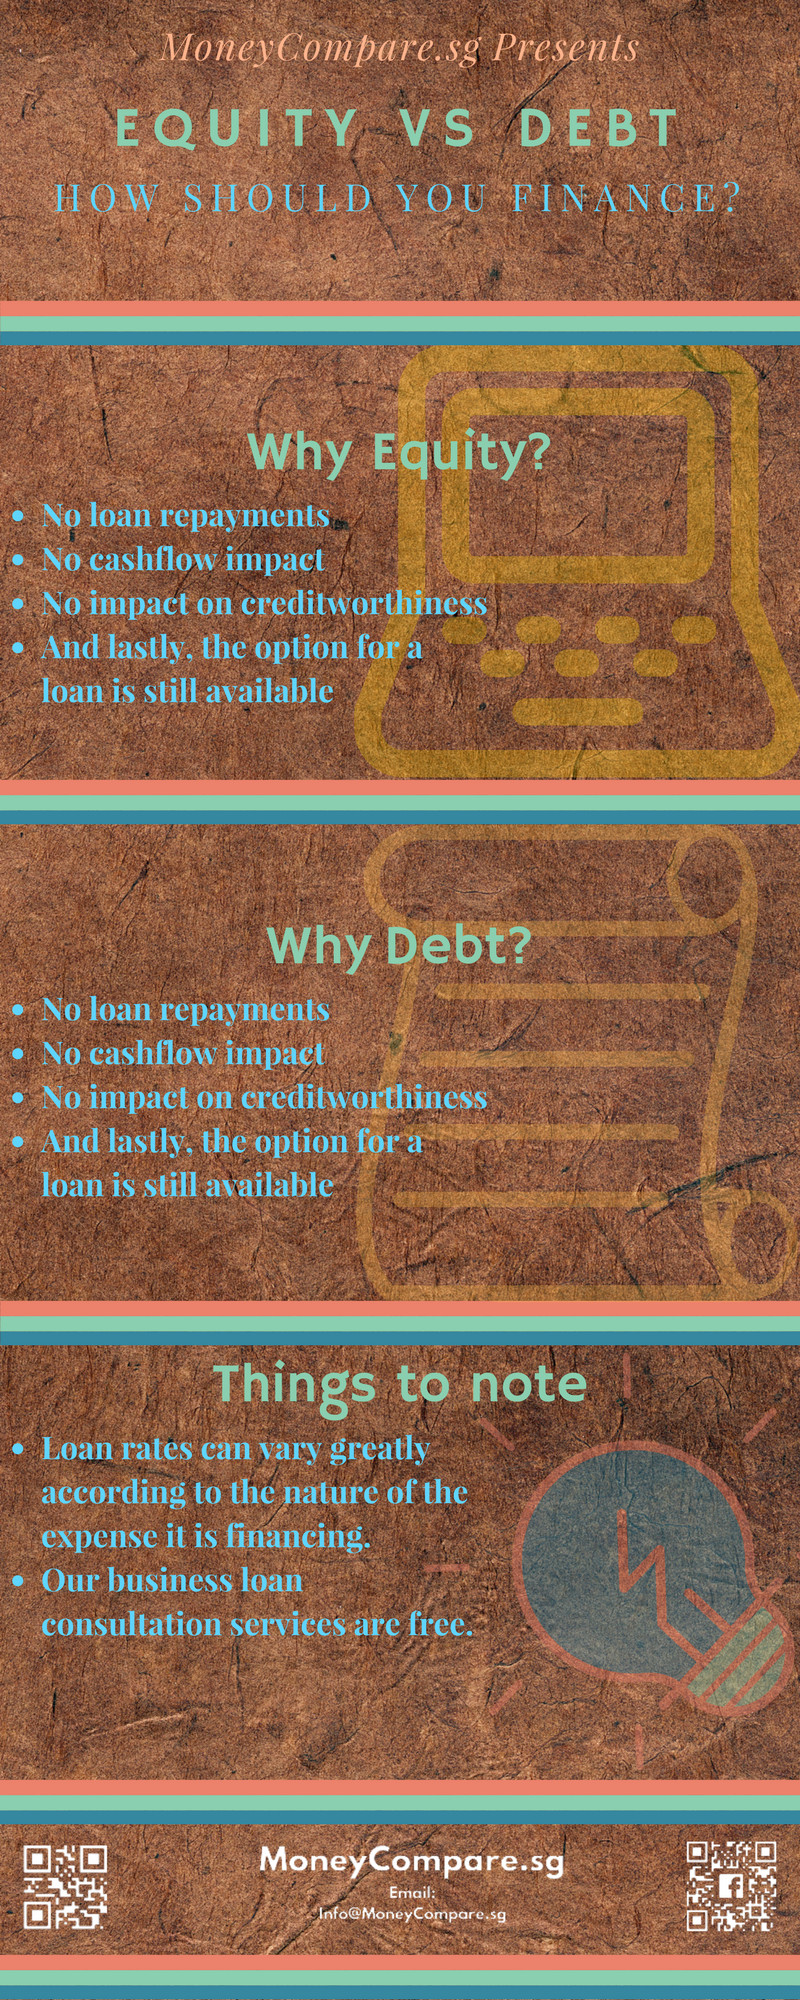 MoneyCompare.sg Presents
EQUITY VS DEBT
HOW SHOULD YOU FINANCE?
Why Equity?
• No loan repayments
• No cashflow impact
• No impact on creditworthiness
• And lastly, the option for a
loan is still available
Why Debt?
• No loan repayments
• No cashflow impact
• No impact on creditworthiness
• And lastly, the option for a
loan is still available
Things to note
• Loan rates can vary greatly
according to the nature of the
expense it is financing.
• Our business loan
consultation services are free.
MoneyCompare.sg
Email:
Info@MoneyCompare.sg